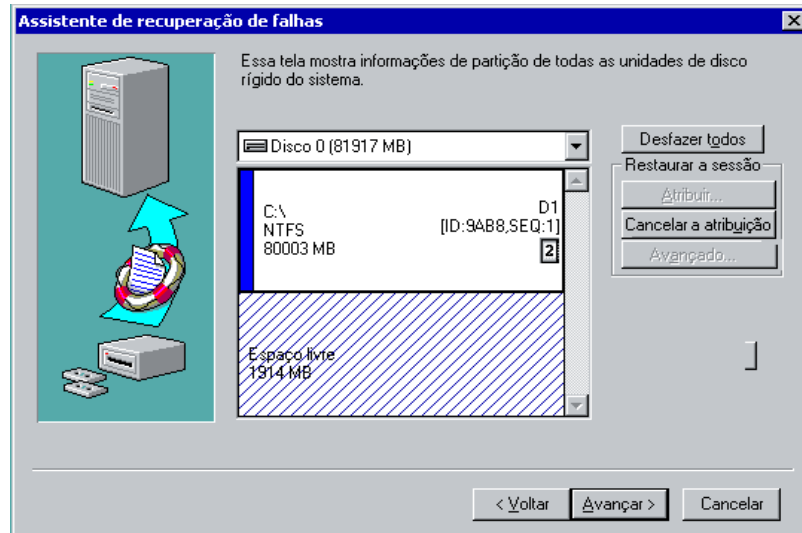 Assistente de recuperação de falhas
Essa tela mostra informações de partição de todas as unidades de disco
rígido do sistema.
Disco 0 (81917 MB)
Desfazer todos
Restaurar a sessão
Atribuir...
Cancelar a atribuição
Avançado...
C:\
NTFS
80003 MB
D1
[ID:9AB8,SEQ:1]
2
Espaço livre
1914 MB
< Voltar
Avançar >
Cancelar